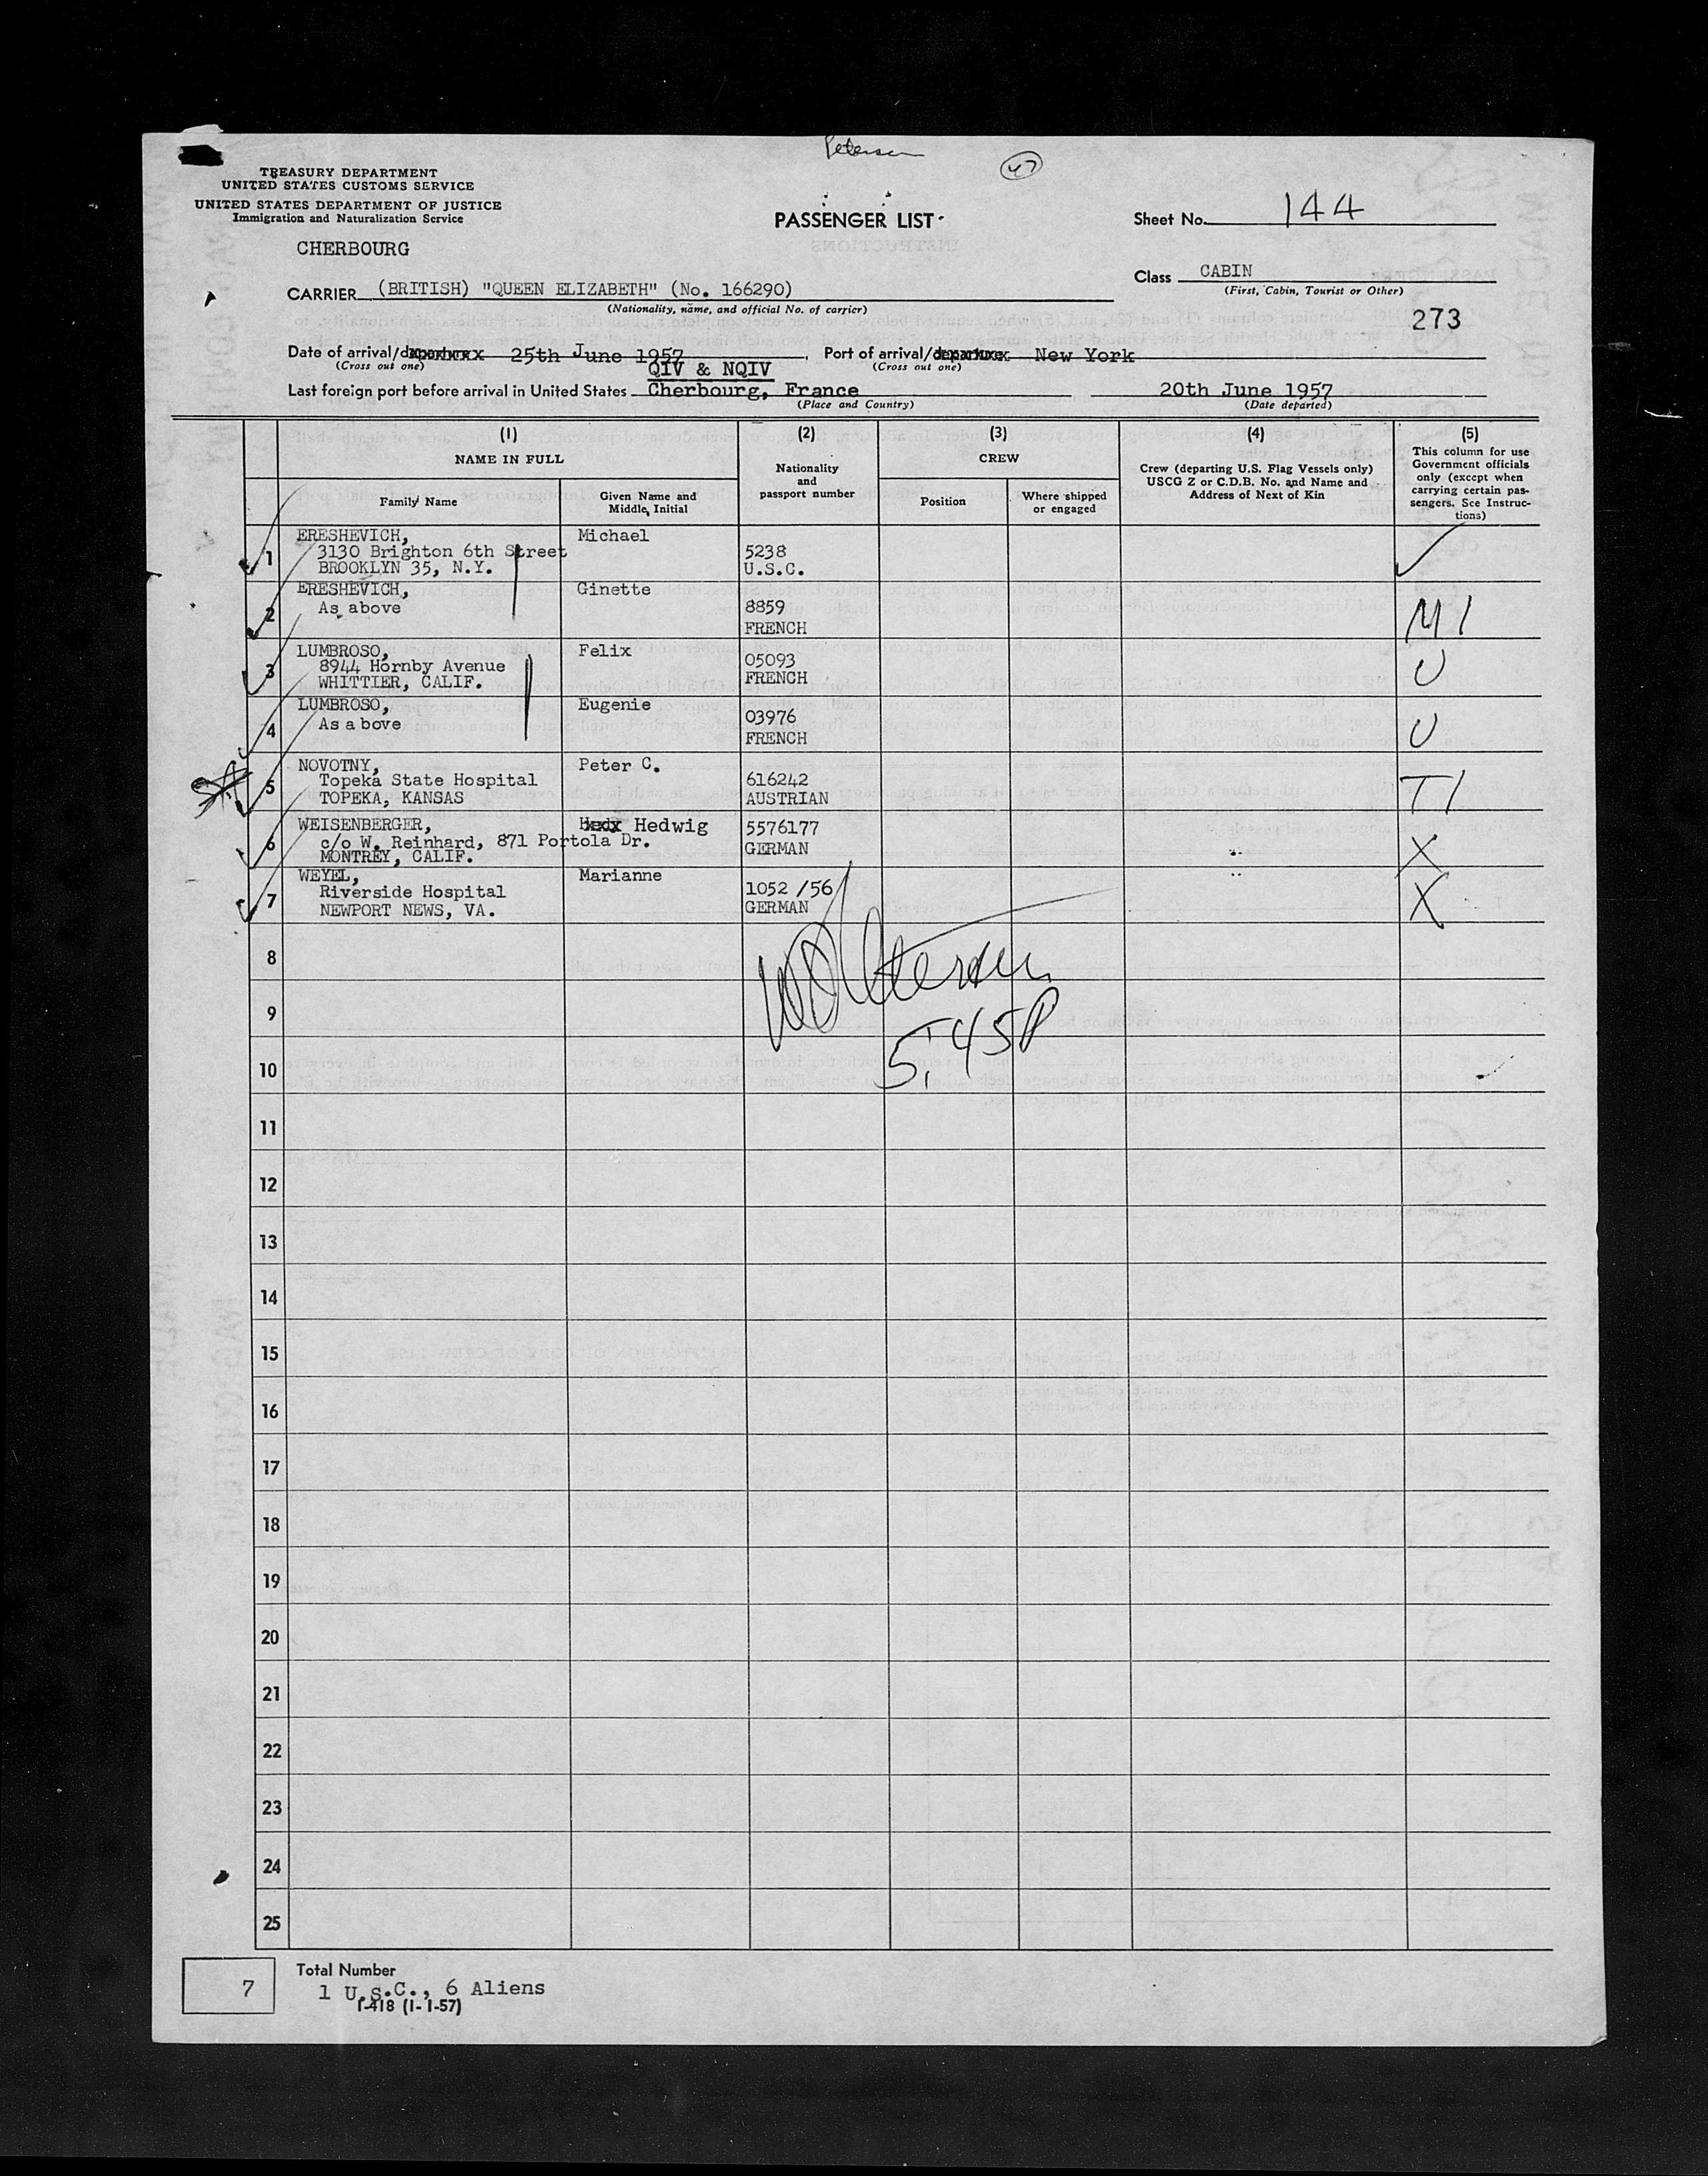 Petersen
47
TREASURY DEPARTMENT
UNITED STATES CUSTOMS SERVICE
UNITED STATES DEPARTMENT OF JUSTICE
Immigration and Naturalization Service
PASSENGER LIST
Sheet No. 144
CHERBOURG
Class CABIN
(First, Cabin, Tourist or Other)
CARRIER (BRITISH) "QUEEN ELIZABETH" (No. 166290)
(Nationality, name, and official No. of carrier)
273
Date of arrival/departure 25th June 1957, Port of arrival/departure New York
(Cross out one) (Cross out one)
QIV & NQIV
Last foreign port before arrival in United States Cherbourg, France 20th June 1957
(Place and Country) (Date departed)
(1) (2) (3) (4) (5)
NAME IN FULL
Family Name
Given Name and Middle Initial
Nationality and passport number
CREW
Position
Where shipped or engaged
Crew (departing U.S. Flag Vessels only)
USCG Z or C.D.B. No. and Name and
Address of Next of Kin
This column for use
Government officials
only (except when
carrying certain pas-
sengers. See Instruc-
tions)
1 ERESHEVICH, Michael
3130 Brighton 6th Street 5238
BROOKLYN 35, N.Y. U.S.C.
2 ERESHEVICH, Ginette
As above 8859
FRENCH M1
3 LUMBROSO, Felix
8944 Hornby Avenue 05093
WHITTIER, CALIF. FRENCH U
4 LUMBROSO, Eugenie
As above 03976
FRENCH U
5 NOVOTNY, Peter C.
Topeka State Hospital 616242
TOPEKA, KANSAS AUSTRIAN T1
6 WEISENBERGER, Hedwig 5576177
c/o W. Reinhard, 871 Portola Dr.
MONTREY, CALIF. GERMAN X
7 WEYEL, Marianne
Riverside Hospital 1052 /56
NEWPORT NEWS, VA. GERMAN X
8
Petersen
9
5:45P
10
11
12
13
14
15
16
17
18
19
20
21
22
23
24
25
7
Total Number
1 U.S.C., 6 Aliens
I-418 (1-1-57)